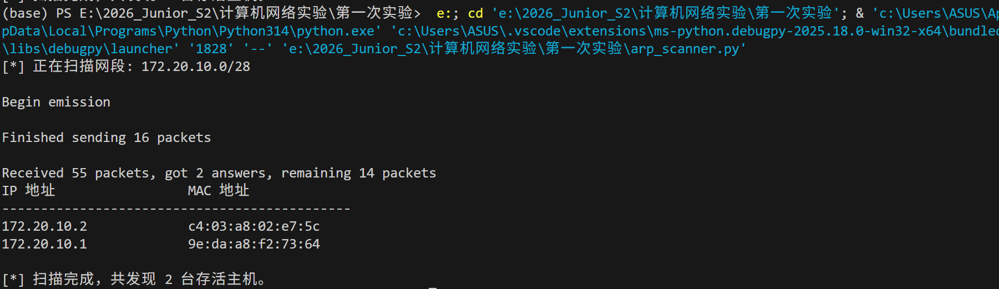 (base) PS E:\2026_Junior_S2\计算机网络实验\第一次实验>  e:; cd 'e:\2026_Junior_S2\计算机网络实验\第一次实验'; & 'c:\Users\ASUS\Ap
pData\Local\Programs\Python\Python314\python.exe' 'c:\Users\ASUS\.vscode\extensions\ms-python.debugpy-2025.18.0-win32-x64\bundled
\libs\debugpy\launcher' '1828' '--' 'e:\2026_Junior_S2\计算机网络实验\第一次实验\arp_scanner.py'
[*] 正在扫描网段: 172.20.10.0/28
Begin emission
Finished sending 16 packets
Received 55 packets, got 2 answers, remaining 14 packets
IP 地址                 MAC 地址
---------------------------------------------
172.20.10.2             c4:03:a8:02:e7:5c
172.20.10.1             9e:da:a8:f2:73:64
[*] 扫描完成，共发现 2 台存活主机。